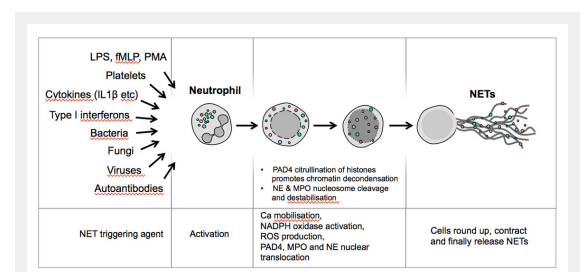 LPS, fMLP, PMA
Platelets
Cytokines (IL1β etc)
Type I interferons
Bacteria
Fungi
Viruses
Autoantibodies
Neutrophil
NETs
• PAD4 citrullination of histones
promotes chromatin decondensation
• NE & MPO nucleosome cleavage
and destabilisation
NET triggering agent
Activation
Ca mobilisation,
NADPH oxidase activation,
ROS production,
PAD4, MPO and NE nuclear
translocation
Cells round up, contract
and finally release NETs